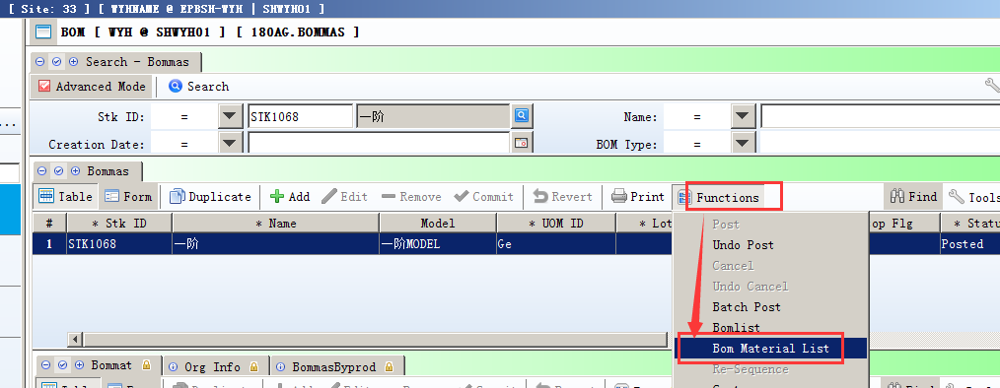 [ Site: 33 ] [ WYHNAME @ EPBSH-WYH | SHWYH01 ]
BOM [ WYH @ SHWYH01 ] [ 180AG.BOMMAS ]
Search - Bommas
Advanced Mode Search
...
Stk ID: = STK1068 一阶 Name: =
Creation Date: = BOM Type: =
Bommas
Table Form Duplicate Add Edit Remove Commit Revert Print Functions Find Tools
# * Stk ID * Name Model * UOM ID * Lot op Flg * Statu
1 STK1068 一阶 一阶MODEL Ge Posted
Post
Undo Post
Cancel
Undo Cancel
Batch Post
Bomlist
Bom Material List
Re-Sequence
Bommat Org Info BommasByprod